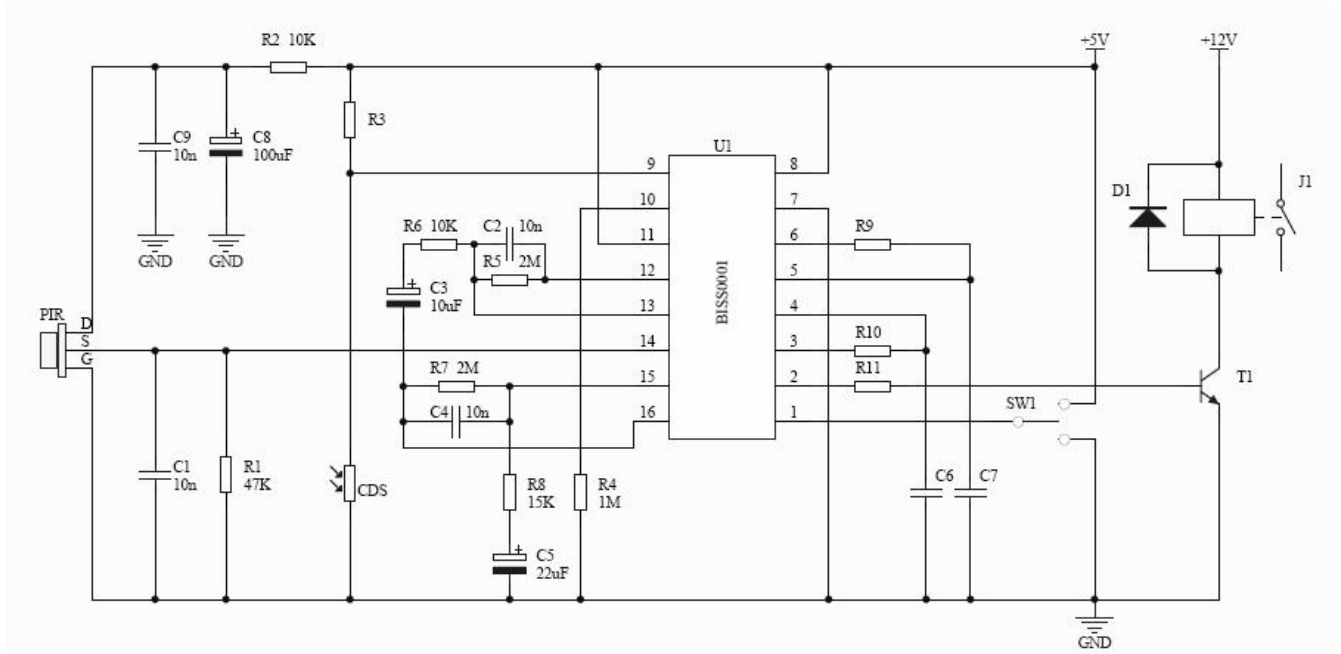 +5V
+12V
R2 10K
R3
C9
10n
C8
100uF
GND
GND
U1
BISS0001
9
10
11
12
13
14
15
16
8
7
6
5
4
3
2
1
R6 10K
C2 10n
R5 2M
C3
10uF
R9
R10
R11
D1
J1
PIR
D
S
G
R7 2M
C4 10n
T1
SW1
C1
10n
R1
47K
CDS
R8
15K
R4
1M
C6
C7
C5
22uF
GND